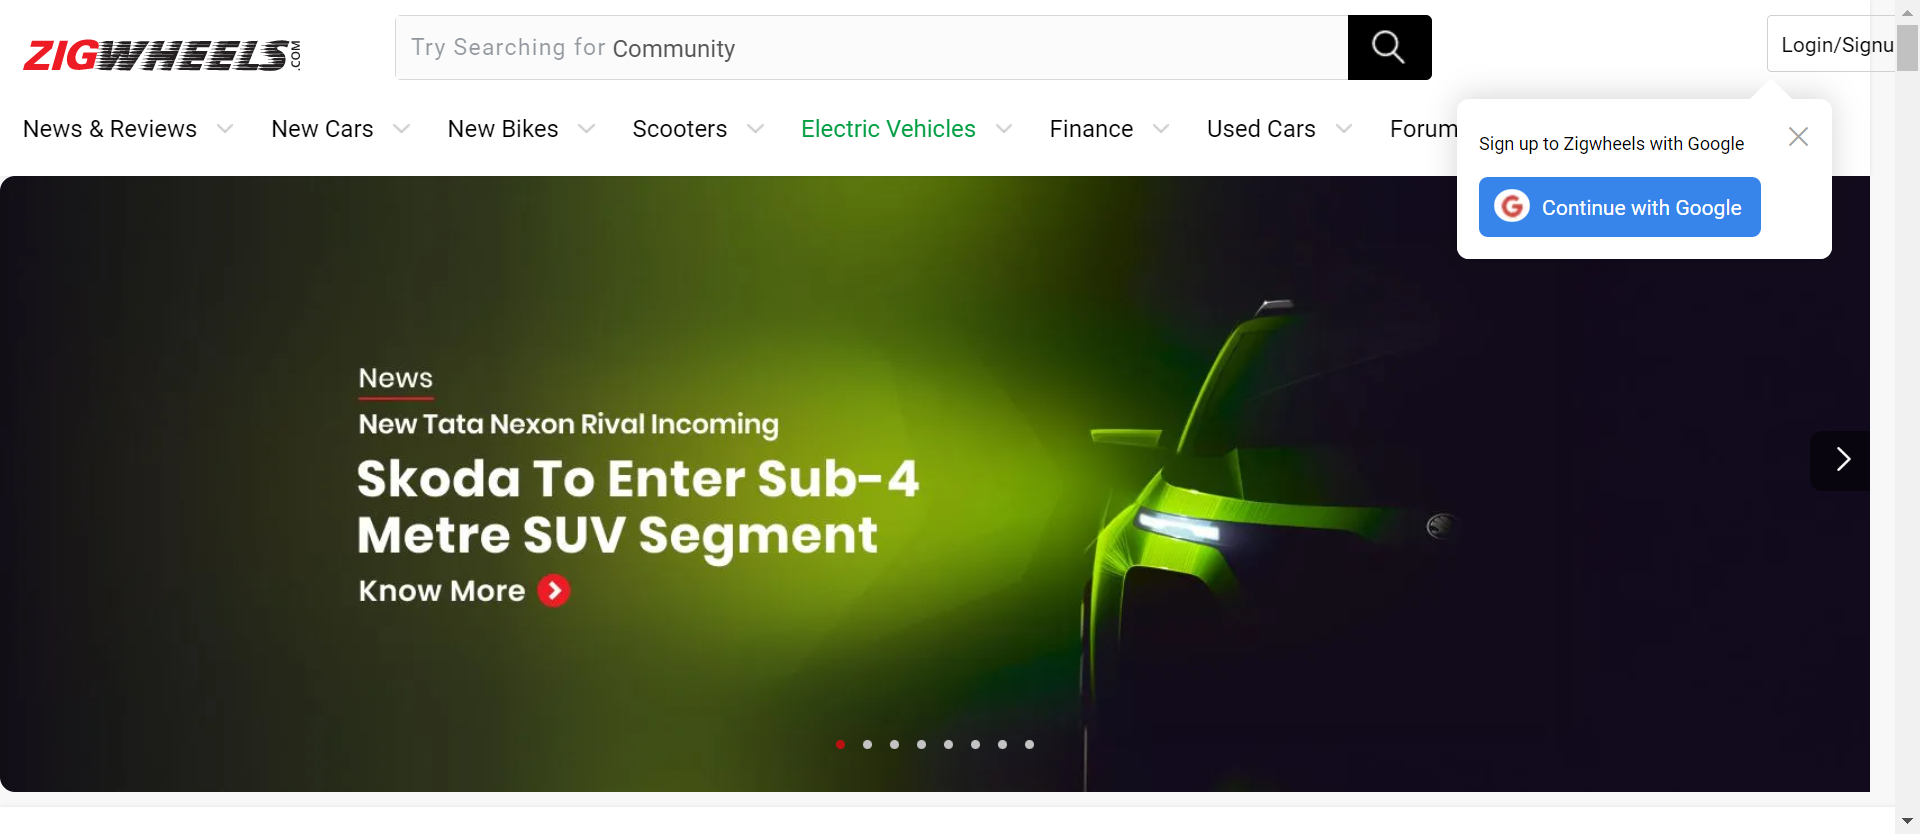 ZIGWHEELS.COM
Try Searching for Community
Login/Signu
News & Reviews
New Cars
New Bikes
Scooters
Electric Vehicles
Finance
Used Cars
Forum
Sign up to Zigwheels with Google
G Continue with Google
News
New Tata Nexon Rival Incoming
Skoda To Enter Sub-4
Metre SUV Segment
Know More